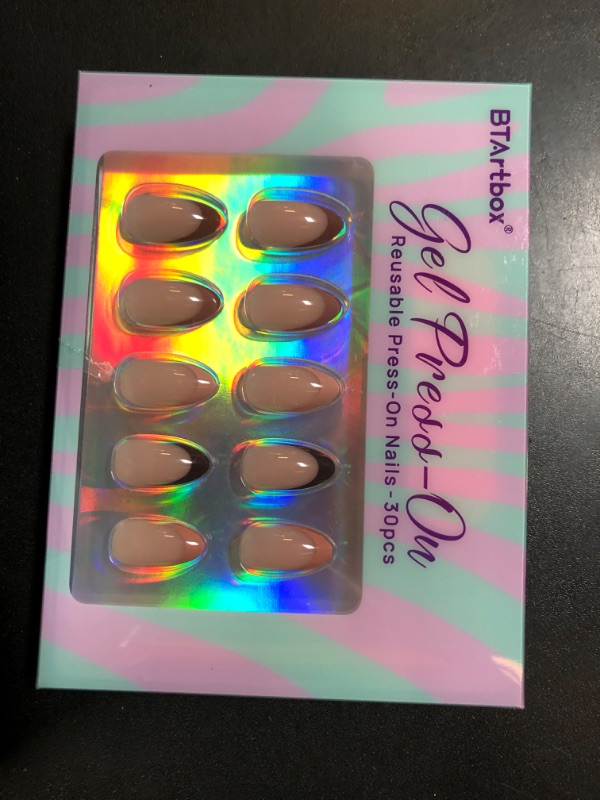 BTArtbox®
Gel Press-On
Reusable Press-On Nails-30pcs